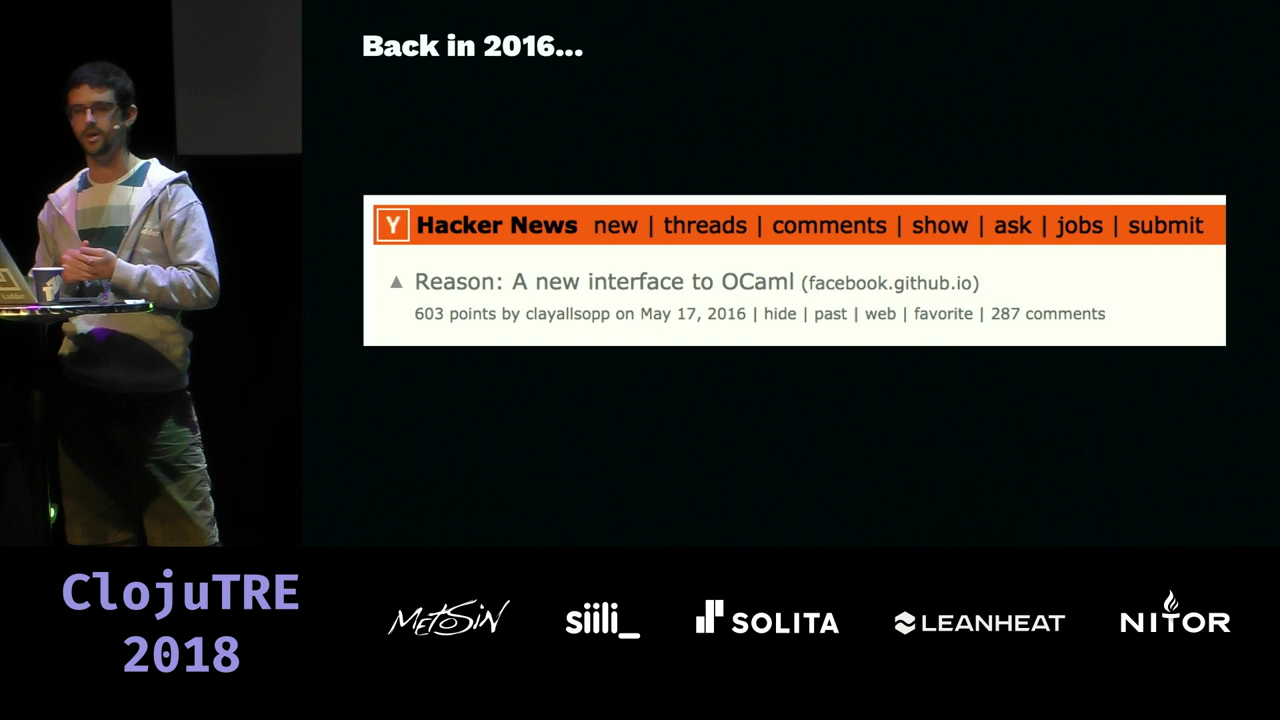 Back in 2016...
Y Hacker News new | threads | comments | show | ask | jobs | submit
▲ Reason: A new interface to OCaml (facebook.github.io)
603 points by clayallsopp on May 17, 2016 | hide | past | web | favorite | 287 comments
ClojuTRE
2018
METOSIN
siili_
SOLITA
LEANHEAT
NITOR